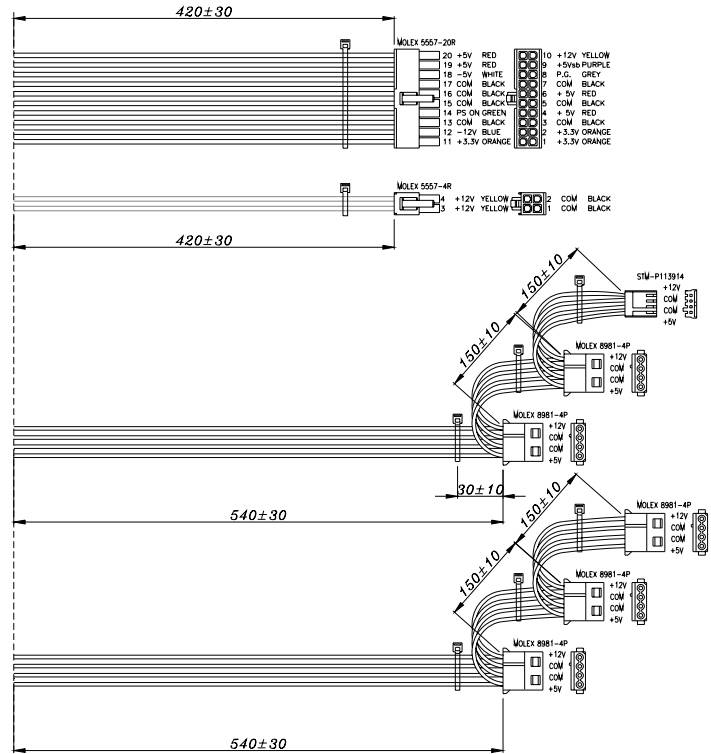 420±30
MOLEX 5557-20R
20 +5V RED 10 +12V YELLOW
19 +5V RED 9 +5Vsb PURPLE
18 -5V WHITE 8 P.G. GREY
17 COM BLACK 7 COM BLACK
16 COM BLACK 6 + 5V RED
15 COM BLACK 5 COM BLACK
14 PS ON GREEN 4 + 5V RED
13 COM BLACK 3 COM BLACK
12 -12V BLUE 2 +3.3V ORANGE
11 +3.3V ORANGE 1 +3.3V ORANGE
MOLEX 5557-4R
4 +12V YELLOW 2 COM BLACK
3 +12V YELLOW 1 COM BLACK
420±30
150±10
STM-P113914
+12V
COM
COM
+5V
150±10
MOLEX 8981-4P
+12V
COM
COM
+5V
MOLEX 8981-4P
+12V
COM
COM
+5V
30±10
540±30
150±10
MOLEX 8981-4P
+12V
COM
COM
+5V
150±10
MOLEX 8981-4P
+12V
COM
COM
+5V
MOLEX 8981-4P
+12V
COM
COM
+5V
540±30